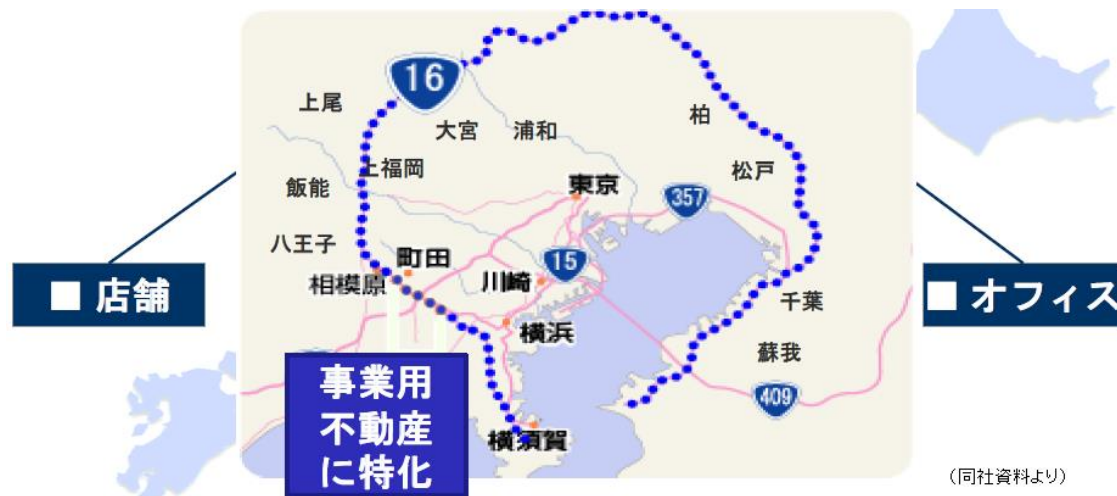 16
上尾
大宮
浦和
柏
上福岡
松戸
飯能
東京
357
八王子
町田
15
相模原
川崎
■ 店舗
■ オフィス
千葉
横浜
蘇我
事業用
不動産
に特化
409
横須賀
（同社資料より）